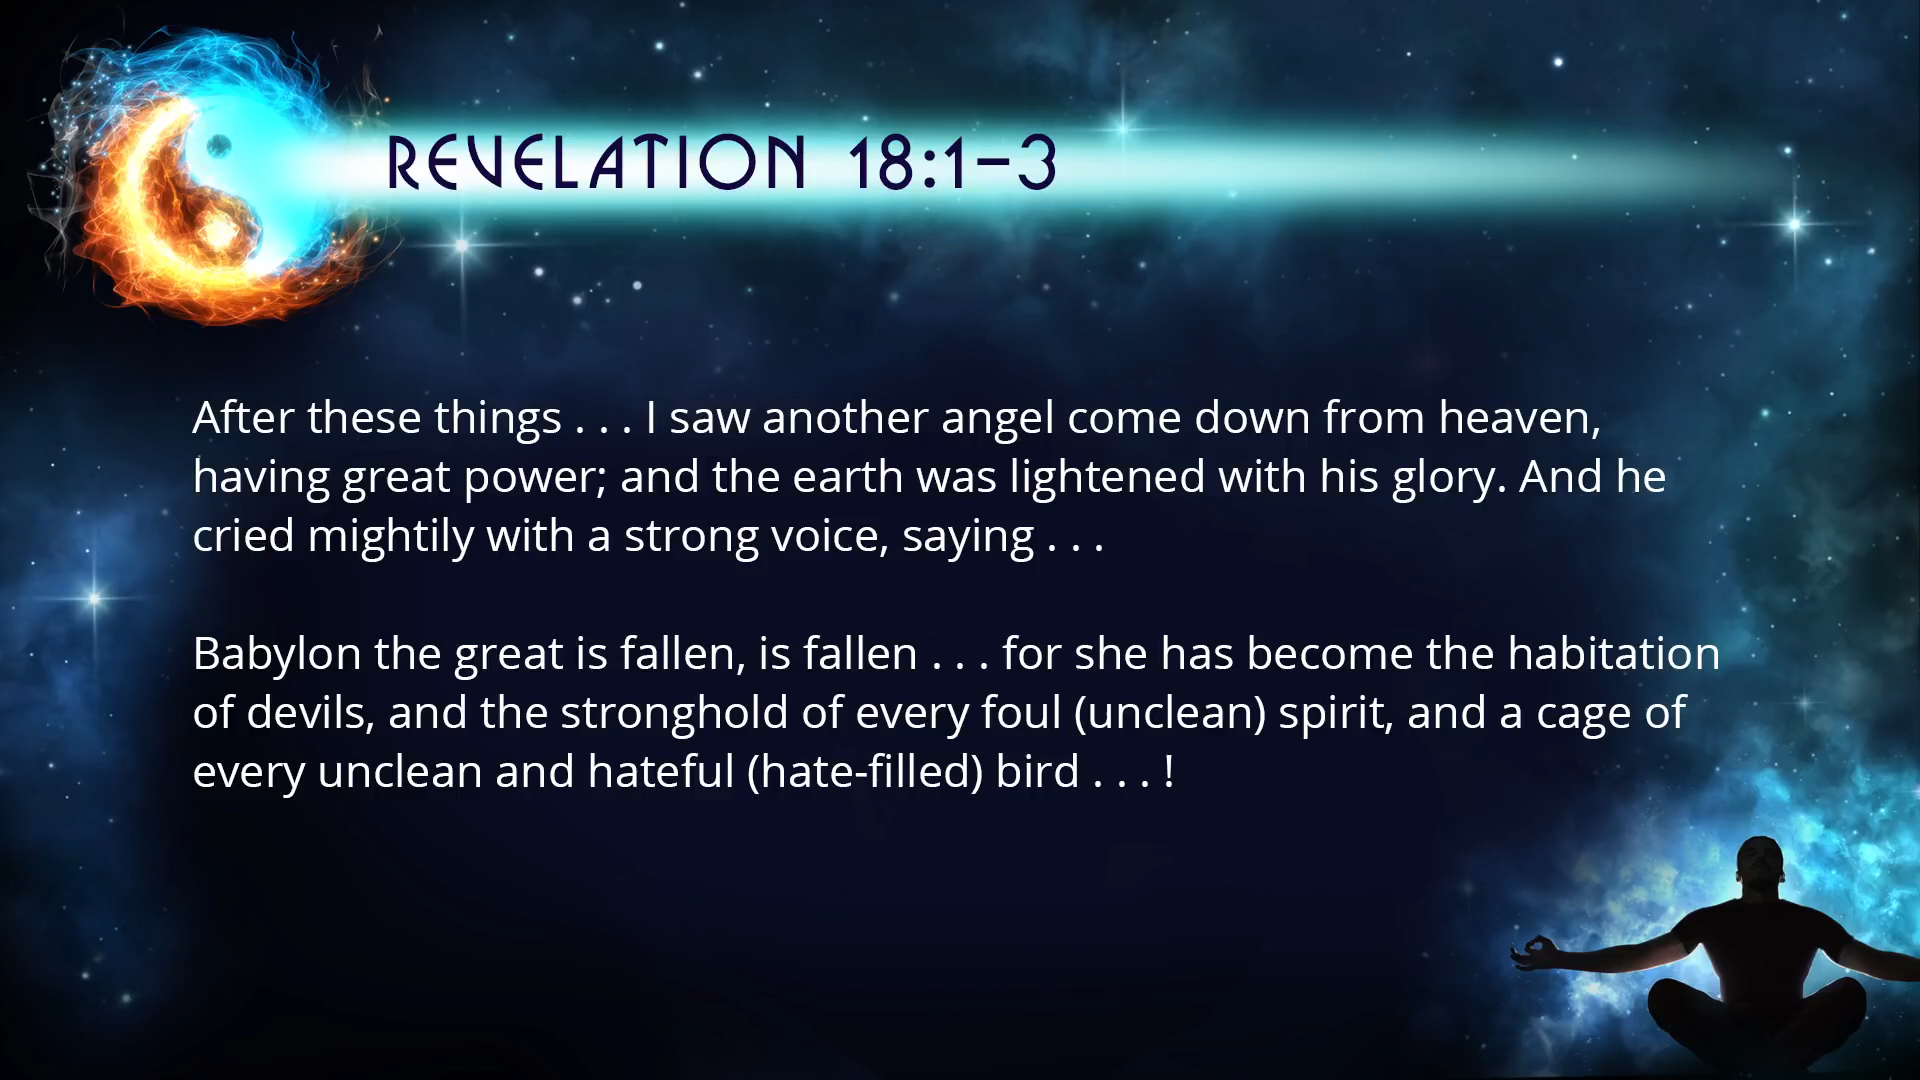 REVELATION 18:1–3
After these things . . . I saw another angel come down from heaven,
having great power; and the earth was lightened with his glory. And he
cried mightily with a strong voice, saying . . .
Babylon the great is fallen, is fallen . . . for she has become the habitation
of devils, and the stronghold of every foul (unclean) spirit, and a cage of
every unclean and hateful (hate-filled) bird . . . !